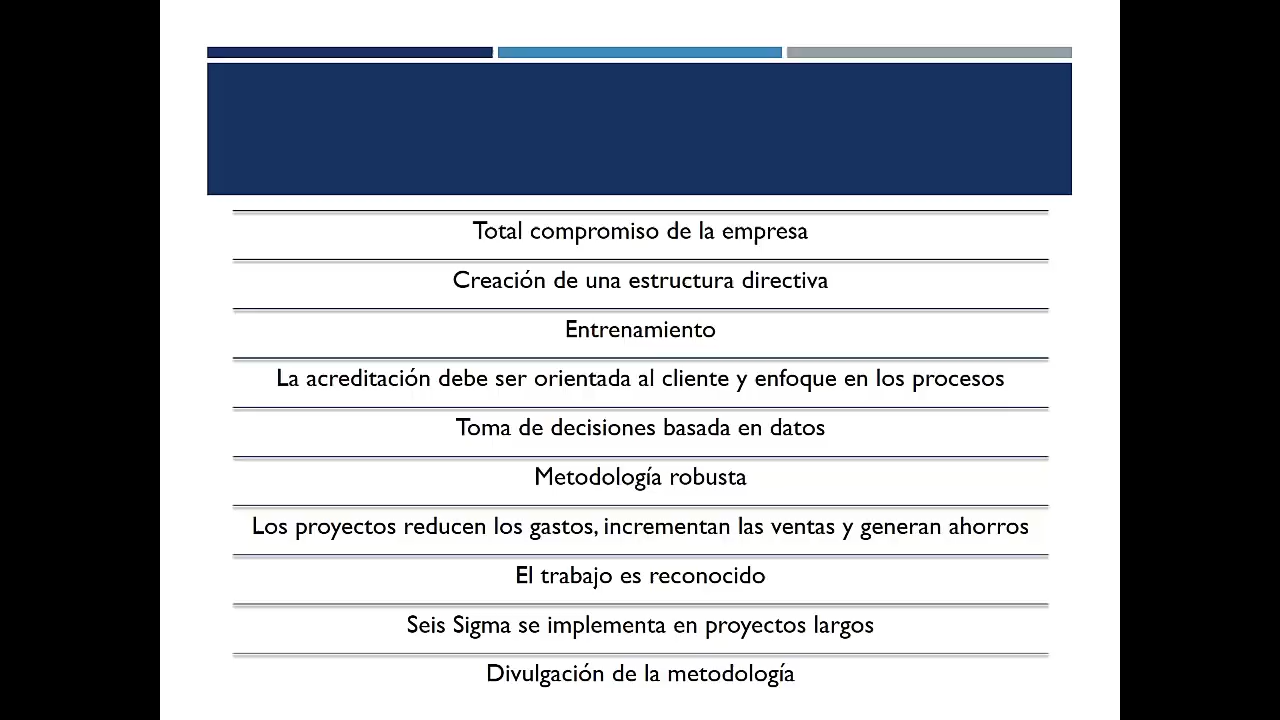 Total compromiso de la empresa
Creación de una estructura directiva
Entrenamiento
La acreditación debe ser orientada al cliente y enfoque en los procesos
Toma de decisiones basada en datos
Metodología robusta
Los proyectos reducen los gastos, incrementan las ventas y generan ahorros
El trabajo es reconocido
Seis Sigma se implementa en proyectos largos
Divulgación de la metodología